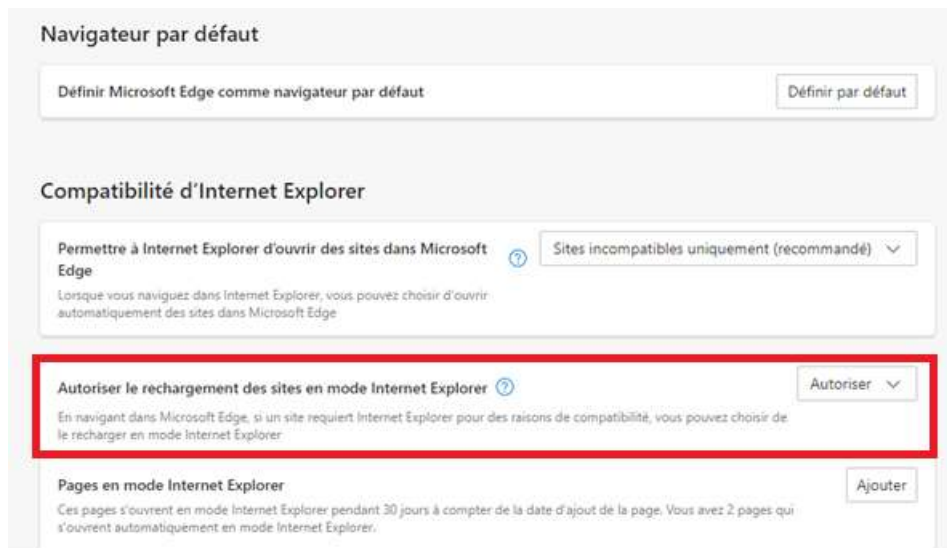 Navigateur par défaut
Définir Microsoft Edge comme navigateur par défaut
Définir par défaut
Compatibilité d'Internet Explorer
Permettre à Internet Explorer d'ouvrir des sites dans Microsoft
Edge
Sites incompatibles uniquement (recommandé)
Lorsque vous naviguez dans Internet Explorer, vous pouvez choisir d'ouvrir
automatiquement des sites dans Microsoft Edge
Autoriser le rechargement des sites en mode Internet Explorer
Autoriser
En navigant dans Microsoft Edge, si un site requiert Internet Explorer pour des raisons de compatibilité, vous pouvez choisir de
le recharger en mode Internet Explorer
Pages en mode Internet Explorer
Ajouter
Ces pages s'ouvrent en mode Internet Explorer pendant 30 jours à compter de la date d'ajout de la page. Vous avez 2 pages qui
s'ouvrent automatiquement en mode Internet Explorer.